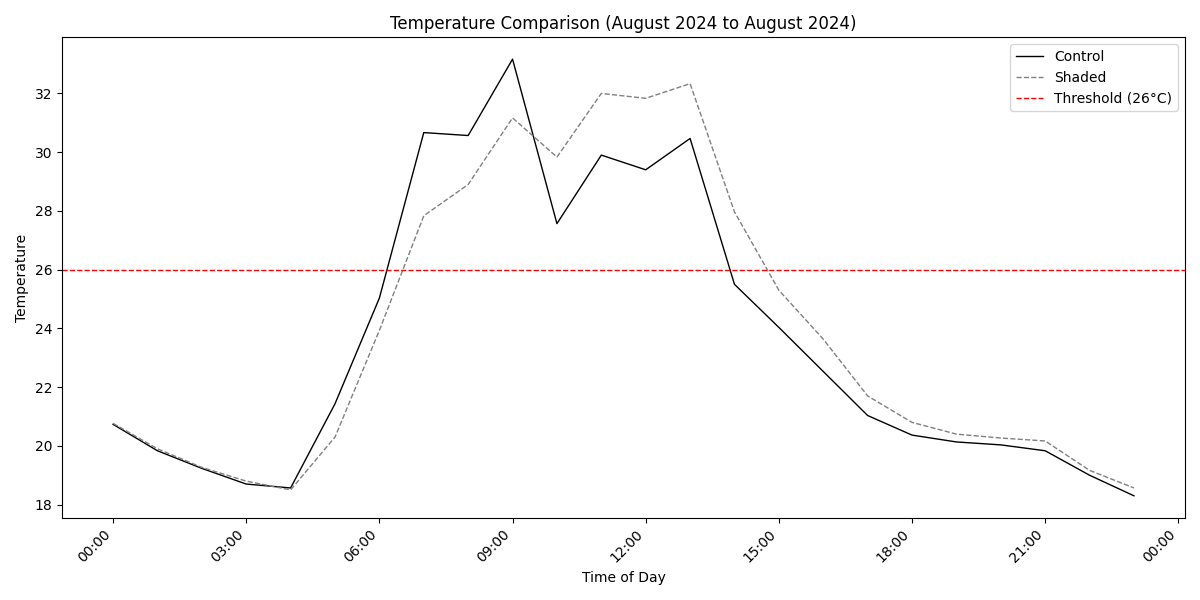 Temperature Comparison (August 2024 to August 2024)
Control
Shaded
Threshold (26°C)
Temperature
32
30
28
26
24
22
20
18
00:00
03:00
06:00
09:00
12:00
15:00
18:00
21:00
00:00
Time of Day